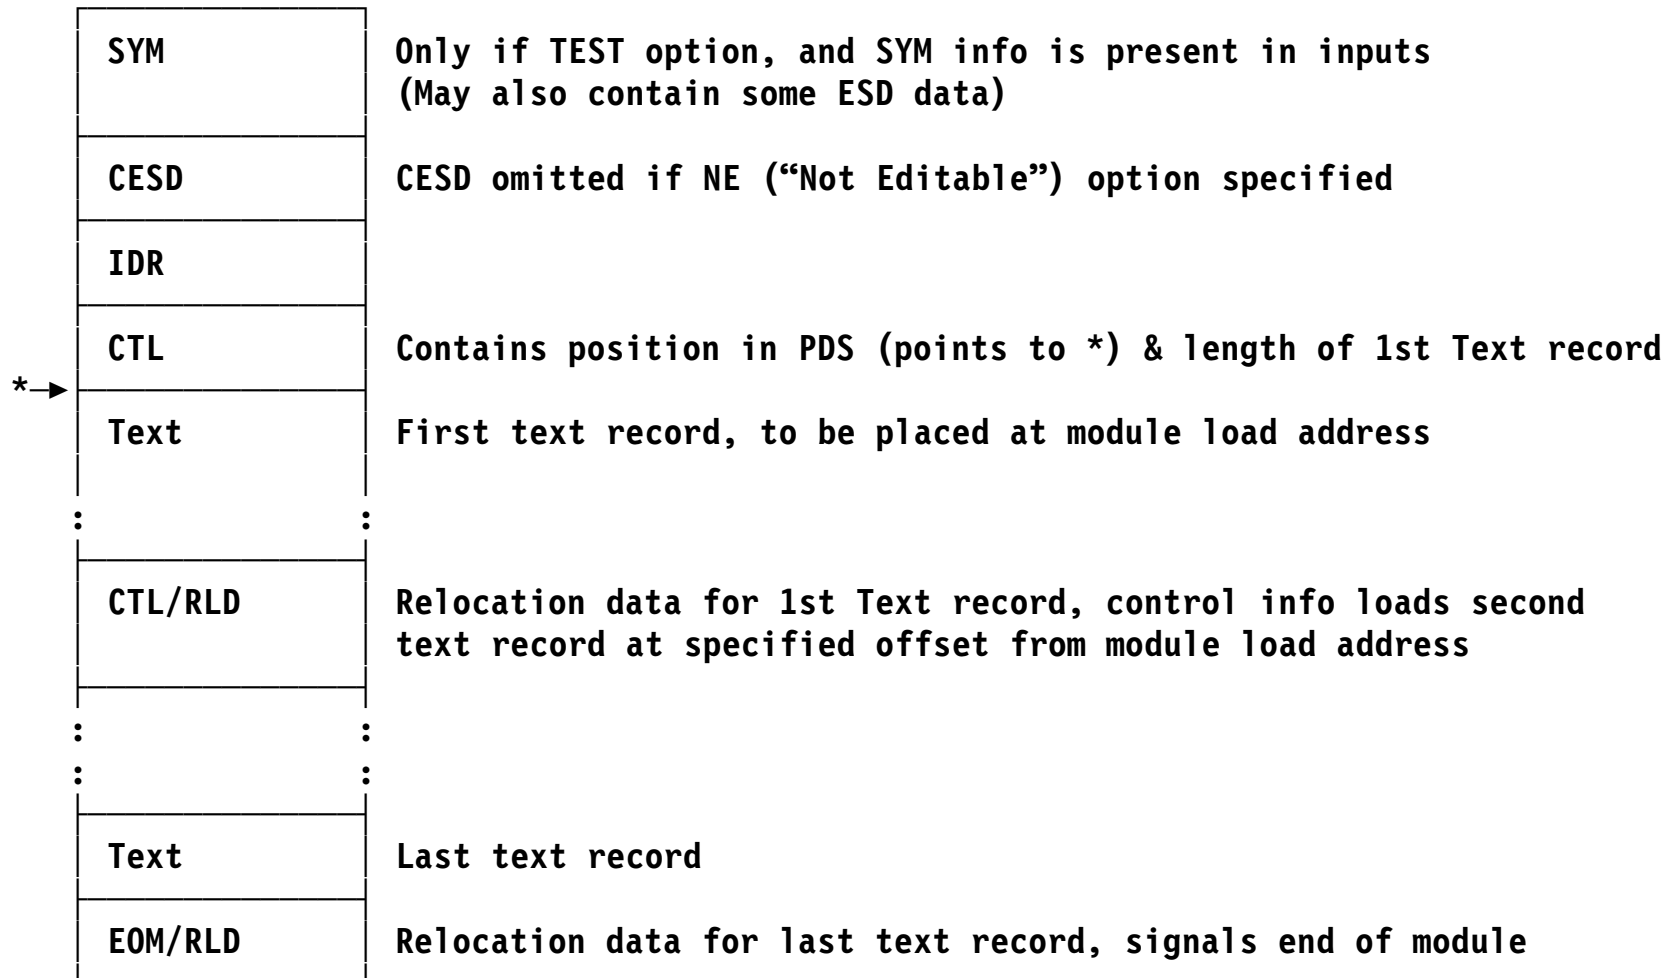 SYM Only if TEST option, and SYM info is present in inputs
(May also contain some ESD data)
CESD CESD omitted if NE (“Not Editable”) option specified
IDR
CTL Contains position in PDS (points to *) & length of 1st Text record
*
Text First text record, to be placed at module load address
: :
CTL/RLD Relocation data for 1st Text record, control info loads second
text record at specified offset from module load address
: :
: :
Text Last text record
EOM/RLD Relocation data for last text record, signals end of module